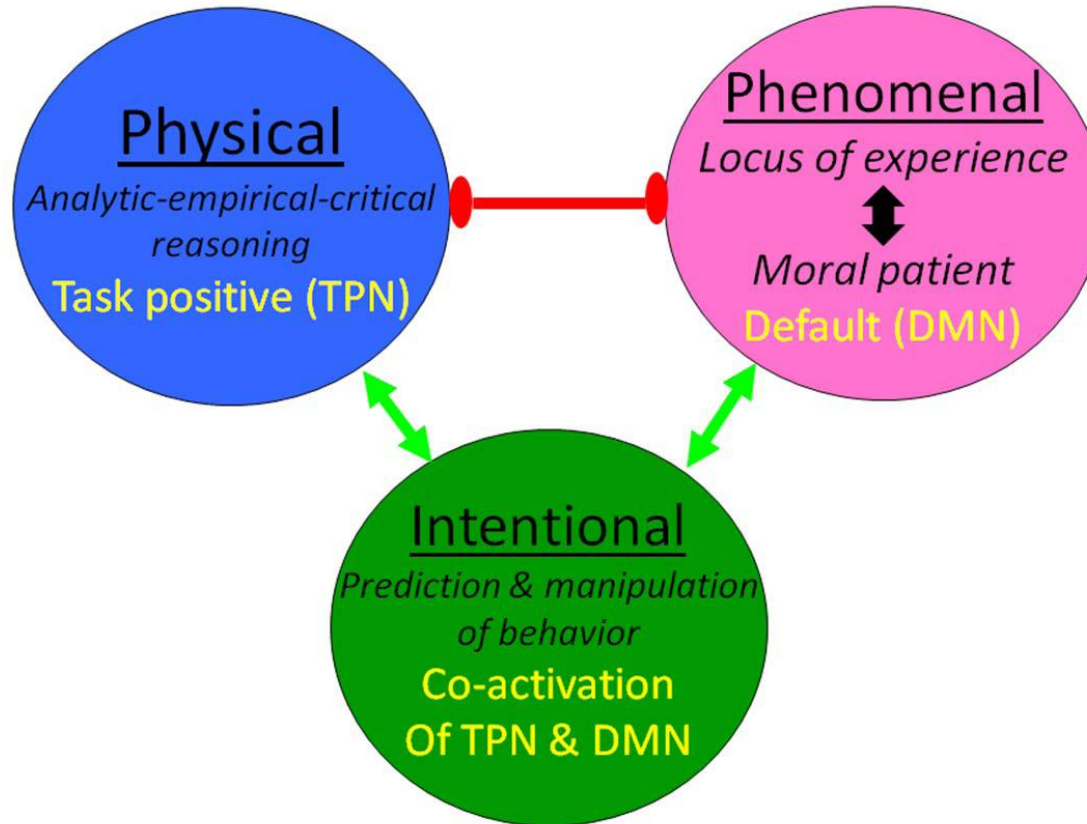 Physical
Analytic-empirical-critical
reasoning
Task positive (TPN)
Phenomenal
Locus of experience
Moral patient
Default (DMN)
Intentional
Prediction & manipulation
of behavior
Co-activation
Of TPN & DMN